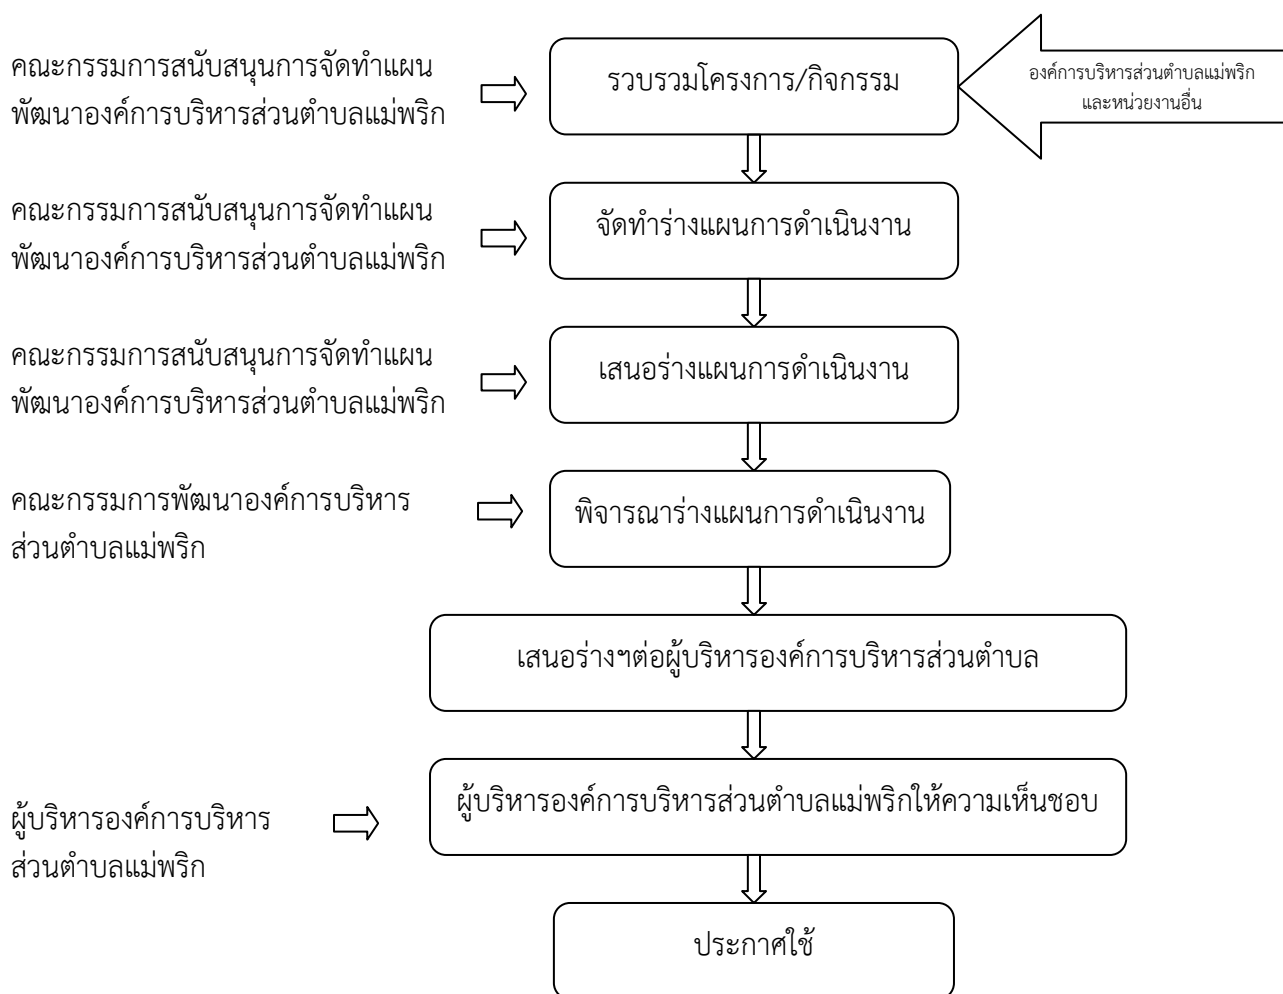 คณะกรรมการสนับสนุนการจัดทำแผน
พัฒนาองค์การบริหารส่วนตำบลแม่พริก
รวบรวมโครงการ/กิจกรรม
องค์การบริหารส่วนตำบลแม่พริก
และหน่วยงานอื่น
คณะกรรมการสนับสนุนการจัดทำแผน
พัฒนาองค์การบริหารส่วนตำบลแม่พริก
จัดทำร่างแผนการดำเนินงาน
คณะกรรมการสนับสนุนการจัดทำแผน
พัฒนาองค์การบริหารส่วนตำบลแม่พริก
เสนอร่างแผนการดำเนินงาน
คณะกรรมการพัฒนาองค์การบริหาร
ส่วนตำบลแม่พริก
พิจารณาร่างแผนการดำเนินงาน
เสนอร่างฯต่อผู้บริหารองค์การบริหารส่วนตำบล
ผู้บริหารองค์การบริหาร
ส่วนตำบลแม่พริก
ผู้บริหารองค์การบริหารส่วนตำบลแม่พริกให้ความเห็นชอบ
ประกาศใช้